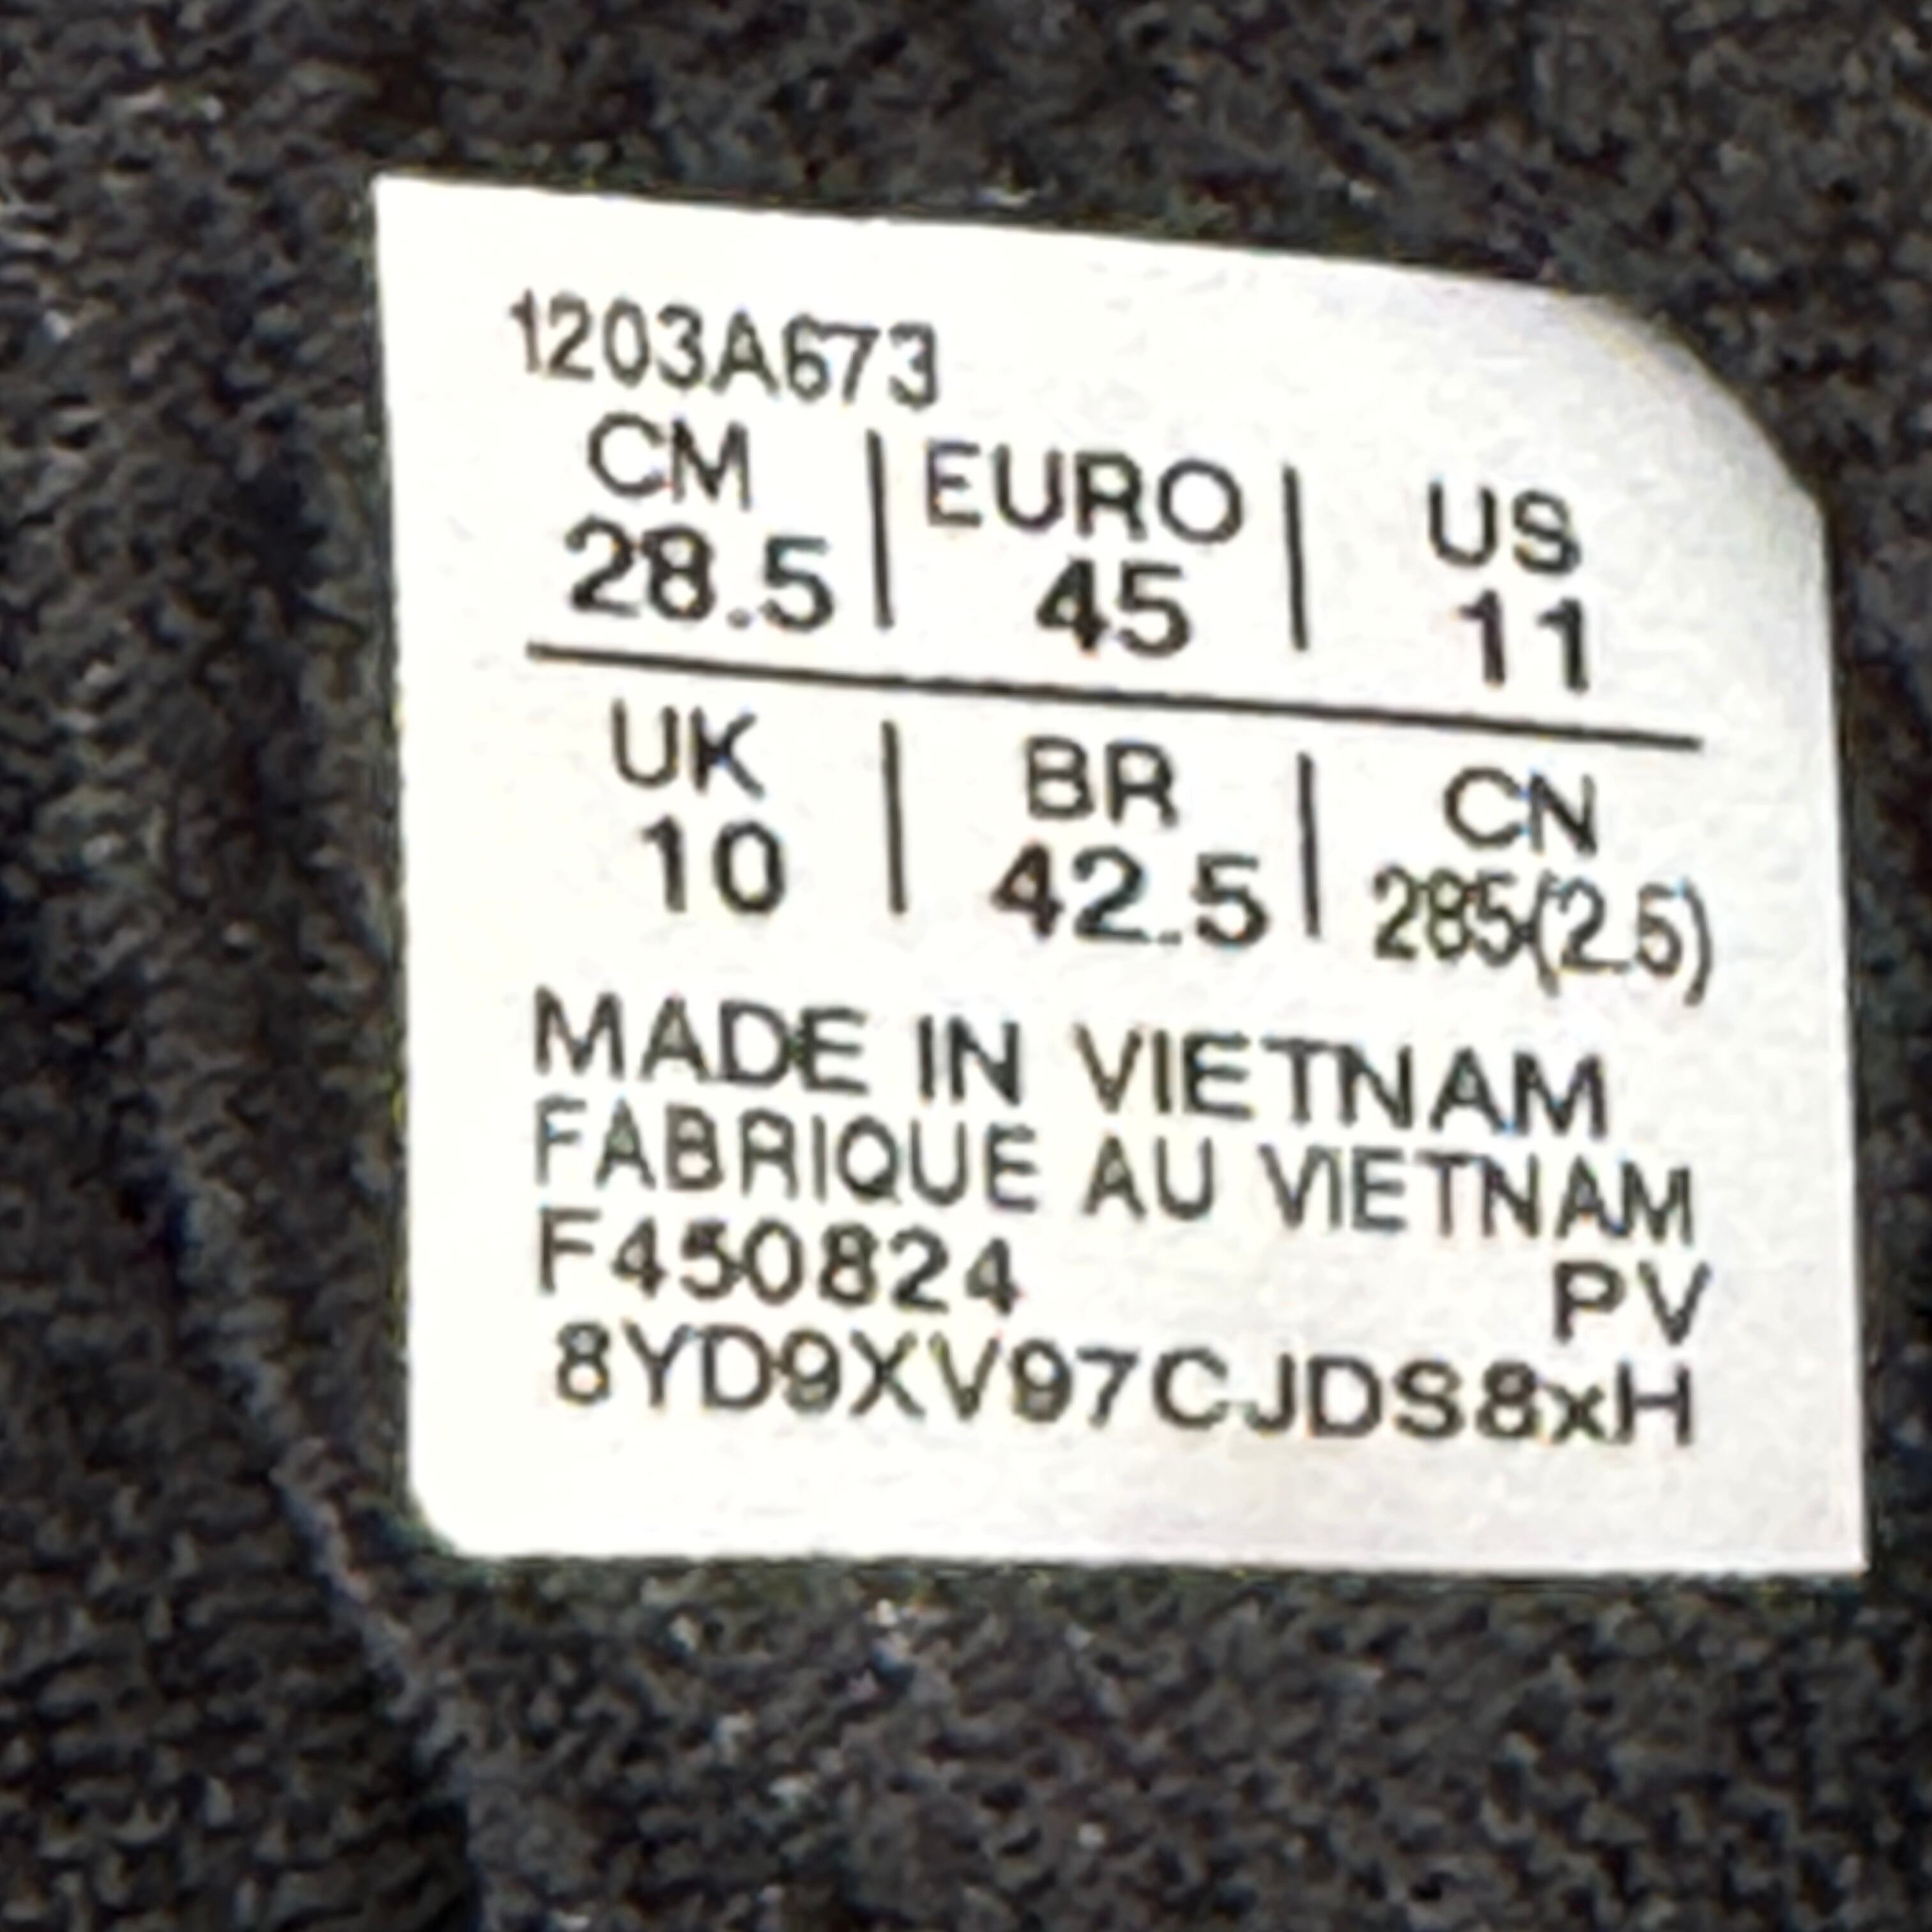 1203A673
CM | EURO | US
28.5 | 45 | 11
UK | BR | CN
10 | 42.5 | 285(2.5)
MADE IN VIETNAM
FABRIQUE AU VIETNAM
F450824 PV
8YD9XV97CJDS8xH